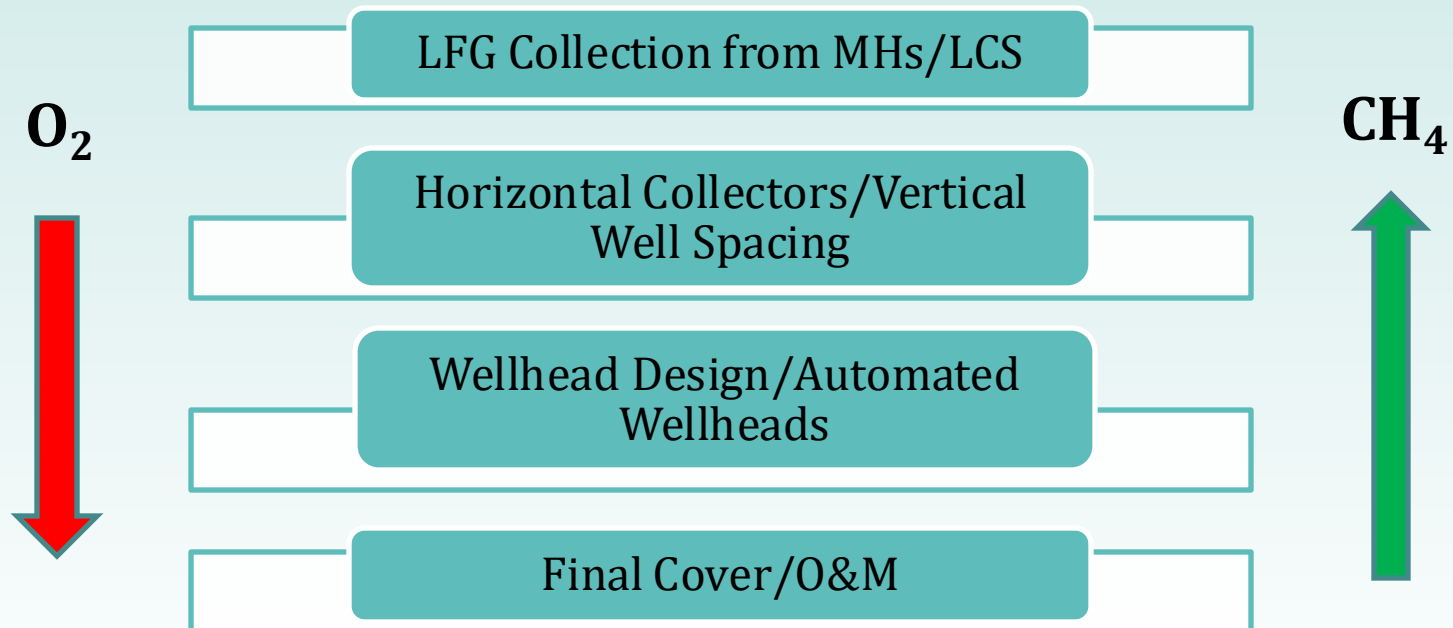 LFG Collection from MHs/LCS
O₂
CH₄
Horizontal Collectors/Vertical
Well Spacing
Wellhead Design/Automated
Wellheads
Final Cover/O&M